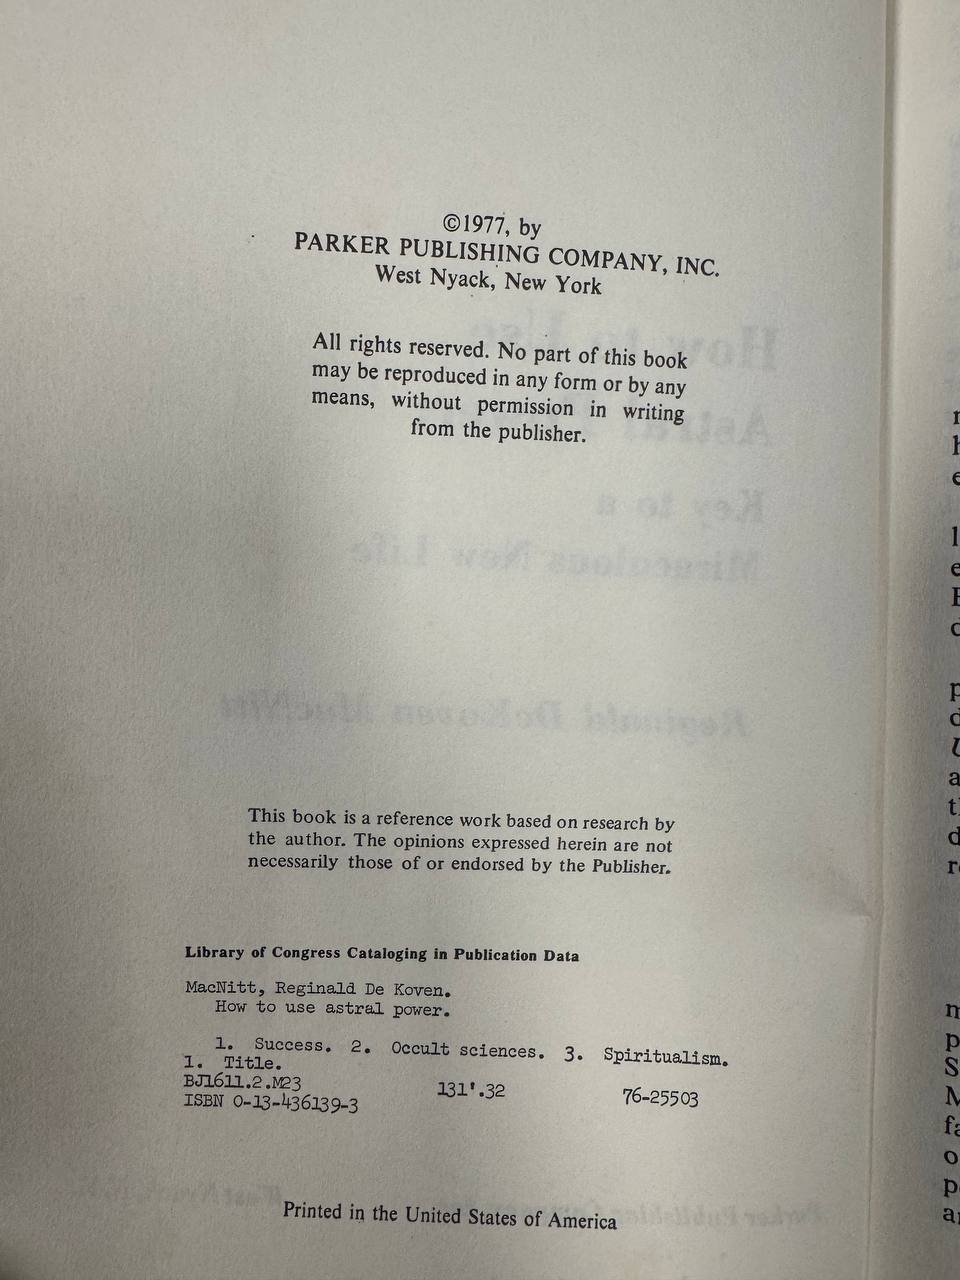 ©1977, by
PARKER PUBLISHING COMPANY, INC.
West Nyack, New York
All rights reserved. No part of this book
may be reproduced in any form or by any
means, without permission in writing
from the publisher.
This book is a reference work based on research by
the author. The opinions expressed herein are not
necessarily those of or endorsed by the Publisher.
Library of Congress Cataloging in Publication Data
MacNitt, Reginald De Koven.
How to use astral power.
1. Success. 2. Occult sciences. 3. Spiritualism.
1. Title.
BJ1611.2.M23 131'.32 76-25503
ISBN 0-13-436139-3
Printed in the United States of America